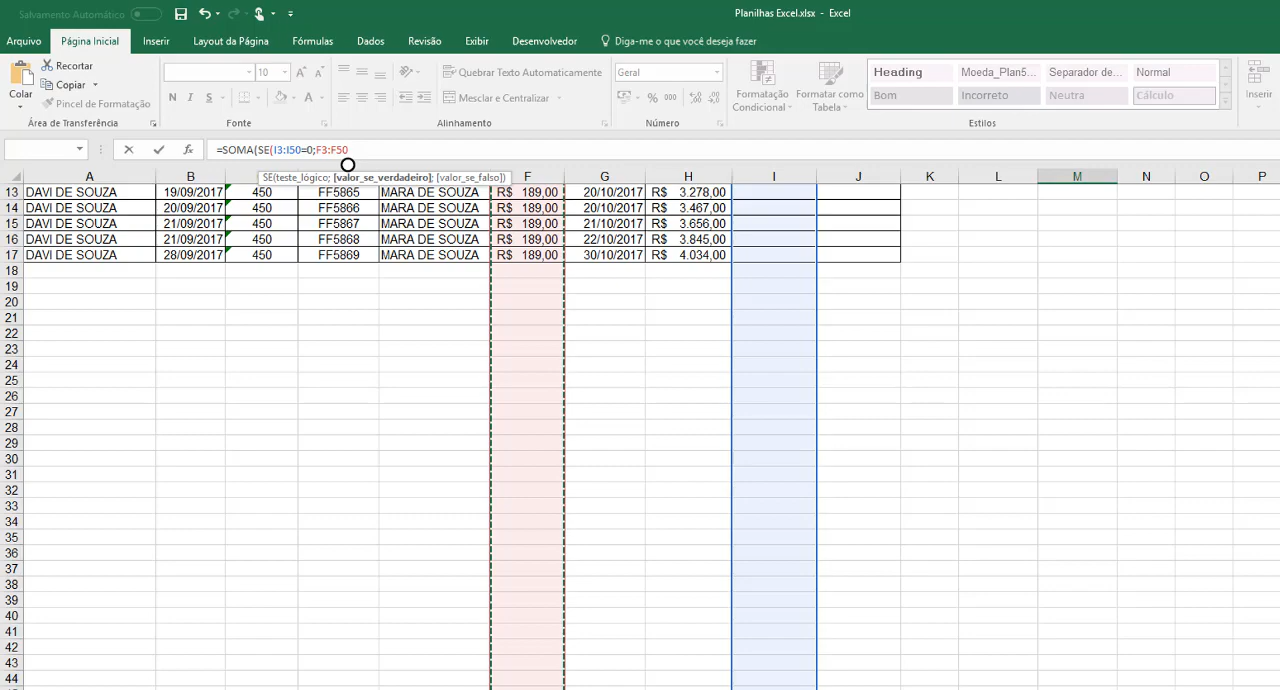 Salvamento Automático
Planilhas Excel.xlsx - Excel
Arquivo Página Inicial Inserir Layout da Página Fórmulas Dados Revisão Exibir Desenvolvedor Diga-me o que você deseja fazer
Recortar 10 Quebrar Texto Automaticamente Geral Heading Moeda_Plan5... Separador de... Normal
Colar Copiar Formatação Condicional Formatar como Tabela Inserir
Pincel de Formatação N I S Mesclar e Centralizar % 000 Bom Incorreto Neutra Cálculo
Área de Transferência Fonte Alinhamento Número Estilos
fx =SOMA(SE(I3:I50=0;F3:F50
SE(teste_lógico; [valor_se_verdadeiro]; [valor_se_falso])
F G H I J K L M N O P
13 DAVI DE SOUZA 19/09/2017 450 FF5865 MARA DE SOUZA R$ 189,00 20/10/2017 R$ 3.278,00
14 DAVI DE SOUZA 20/09/2017 450 FF5866 MARA DE SOUZA R$ 189,00 20/10/2017 R$ 3.467,00
15 DAVI DE SOUZA 21/09/2017 450 FF5867 MARA DE SOUZA R$ 189,00 21/10/2017 R$ 3.656,00
16 DAVI DE SOUZA 21/09/2017 450 FF5868 MARA DE SOUZA R$ 189,00 22/10/2017 R$ 3.845,00
17 DAVI DE SOUZA 28/09/2017 450 FF5869 MARA DE SOUZA R$ 189,00 30/10/2017 R$ 4.034,00
18
19
20
21
22
23
24
25
26
27
28
29
30
31
32
33
34
35
36
37
38
39
40
41
42
43
44